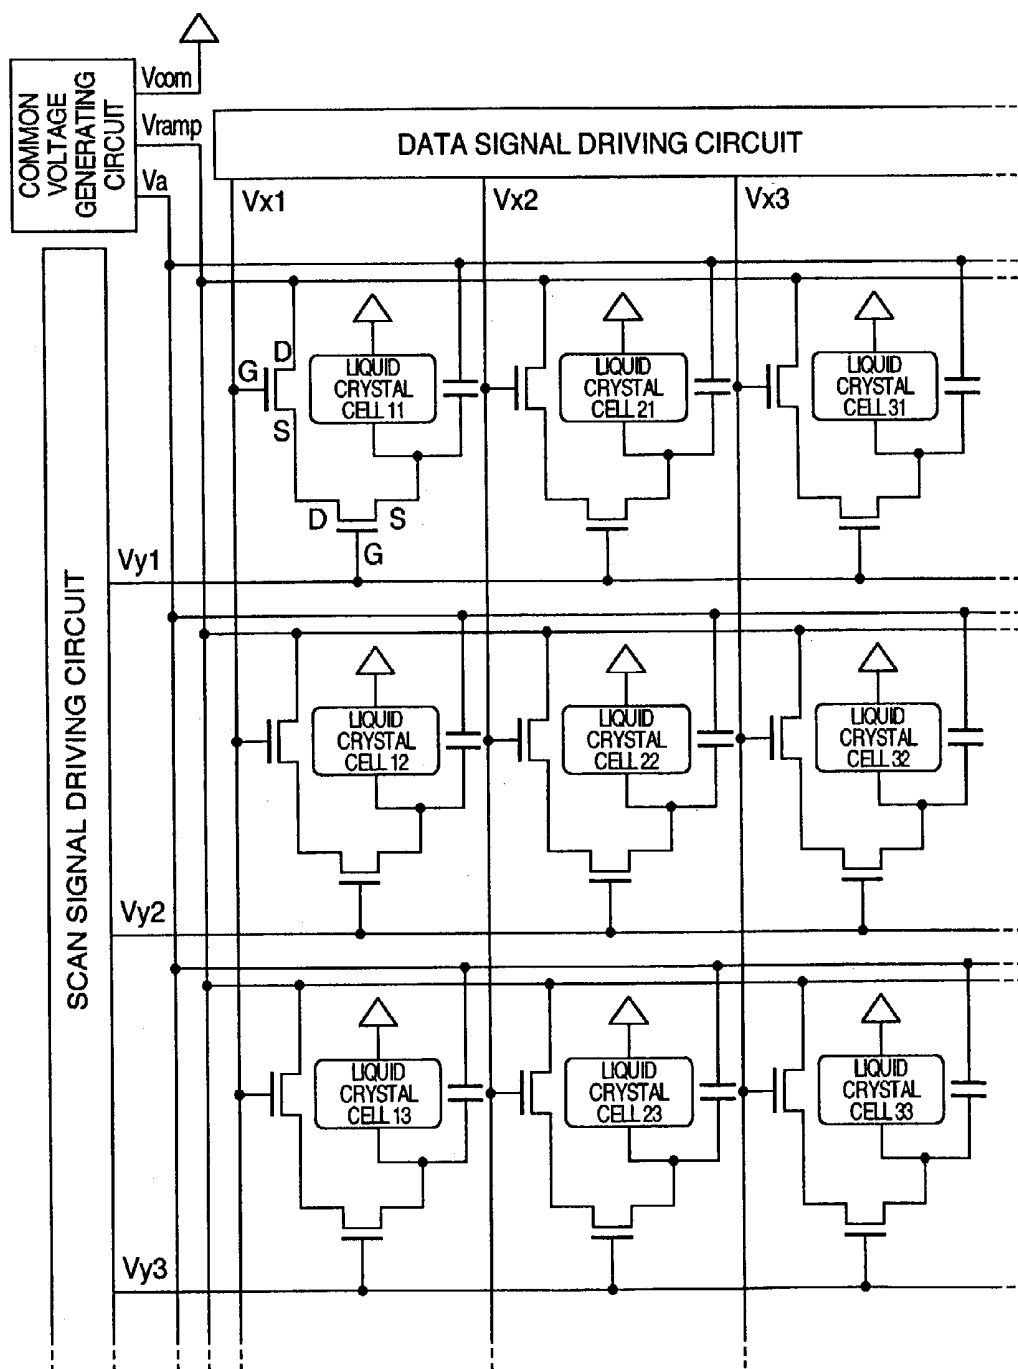 COMMON
VOLTAGE
GENERATING
CIRCUIT
Vcom
Vramp
Va
DATA SIGNAL DRIVING CIRCUIT
Vx1
Vx2
Vx3
SCAN SIGNAL DRIVING CIRCUIT
D
G
S
LIQUID
CRYSTAL
CELL 11
LIQUID
CRYSTAL
CELL 21
LIQUID
CRYSTAL
CELL 31
D
S
G
Vy1
LIQUID
CRYSTAL
CELL 12
LIQUID
CRYSTAL
CELL 22
LIQUID
CRYSTAL
CELL 32
Vy2
LIQUID
CRYSTAL
CELL 13
LIQUID
CRYSTAL
CELL 23
LIQUID
CRYSTAL
CELL 33
Vy3